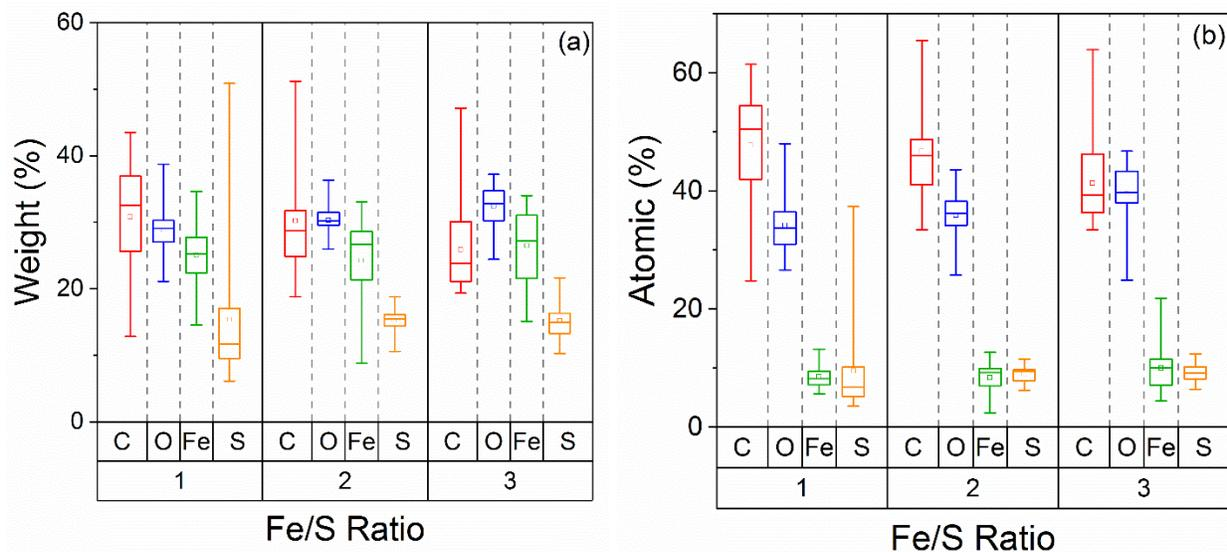 (a)
Weight (%)
60
40
20
0
C O Fe S C O Fe S C O Fe S
1 2 3
Fe/S Ratio
(b)
Atomic (%)
60
40
20
0
C O Fe S C O Fe S C O Fe S
1 2 3
Fe/S Ratio